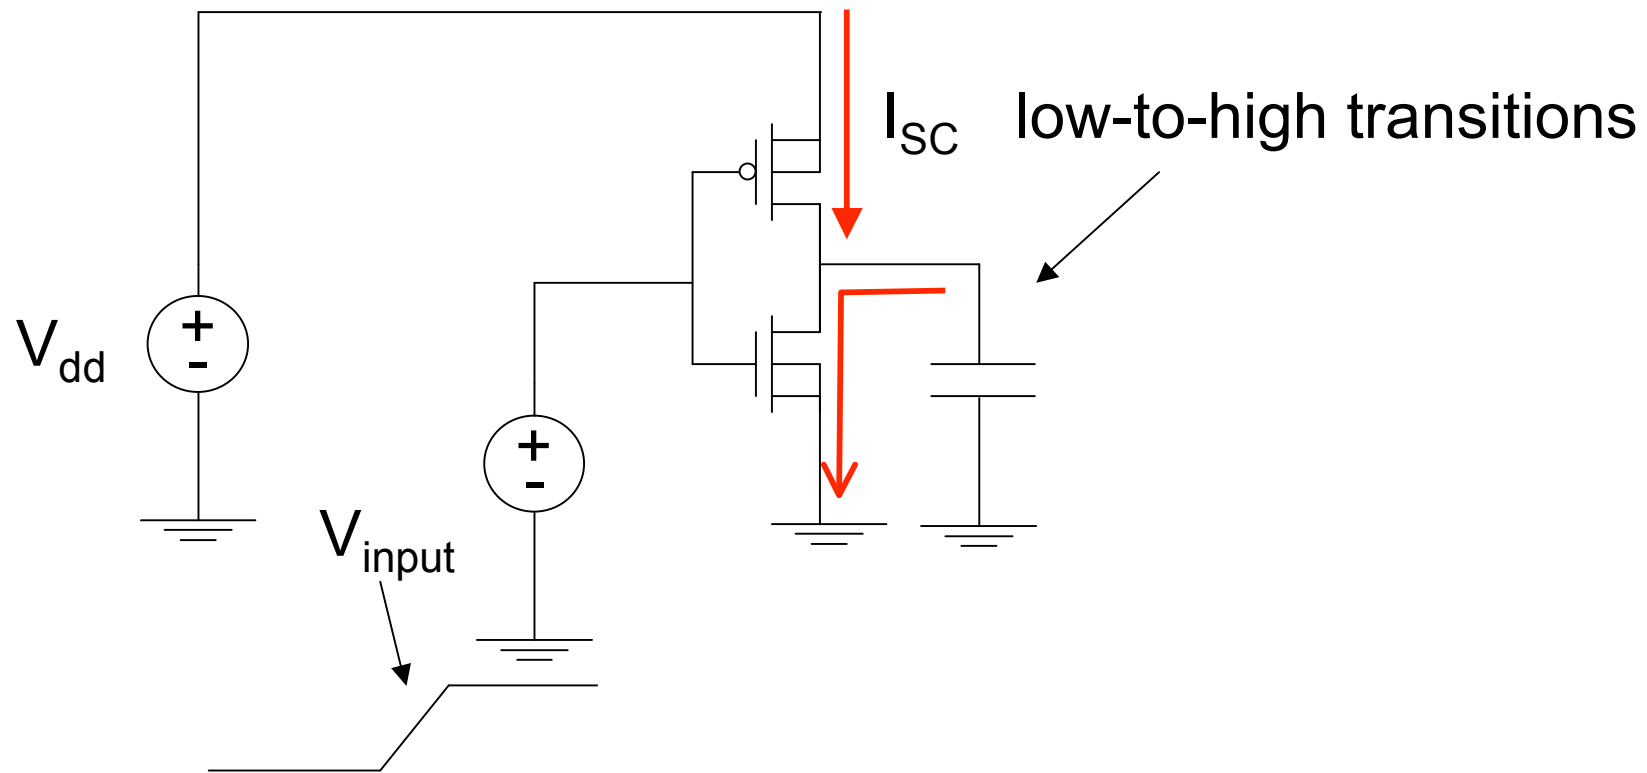 I_SC low-to-high transitions
V_dd
+
-
+
-
V_input